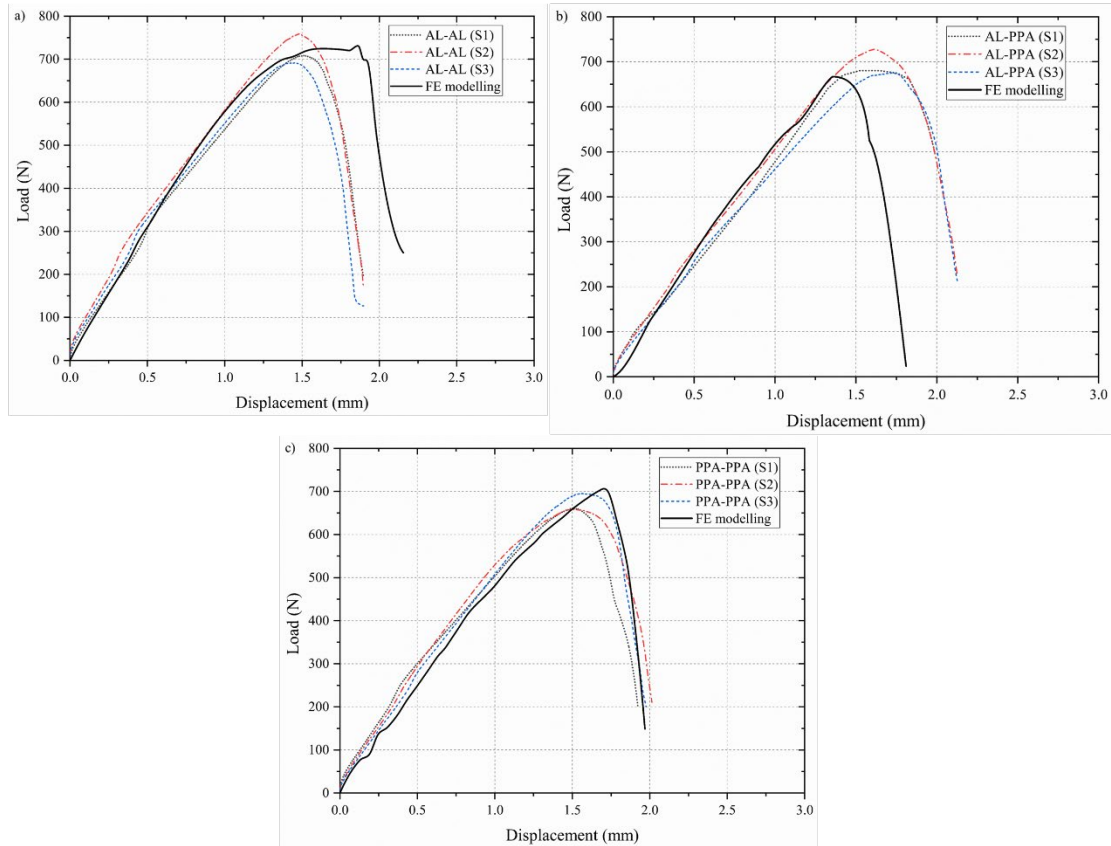 a)
800
700
600
500
400
300
200
100
0
Load (N)
0.0 0.5 1.0 1.5 2.0 2.5 3.0
Displacement (mm)
AL-AL (S1)
AL-AL (S2)
AL-AL (S3)
FE modelling
b)
800
700
600
500
400
300
200
100
0
Load (N)
0.0 0.5 1.0 1.5 2.0 2.5 3.0
Displacement (mm)
AL-PPA (S1)
AL-PPA (S2)
AL-PPA (S3)
FE modelling
c)
800
700
600
500
400
300
200
100
0
Load (N)
0.0 0.5 1.0 1.5 2.0 2.5 3.0
Displacement (mm)
PPA-PPA (S1)
PPA-PPA (S2)
PPA-PPA (S3)
FE modelling